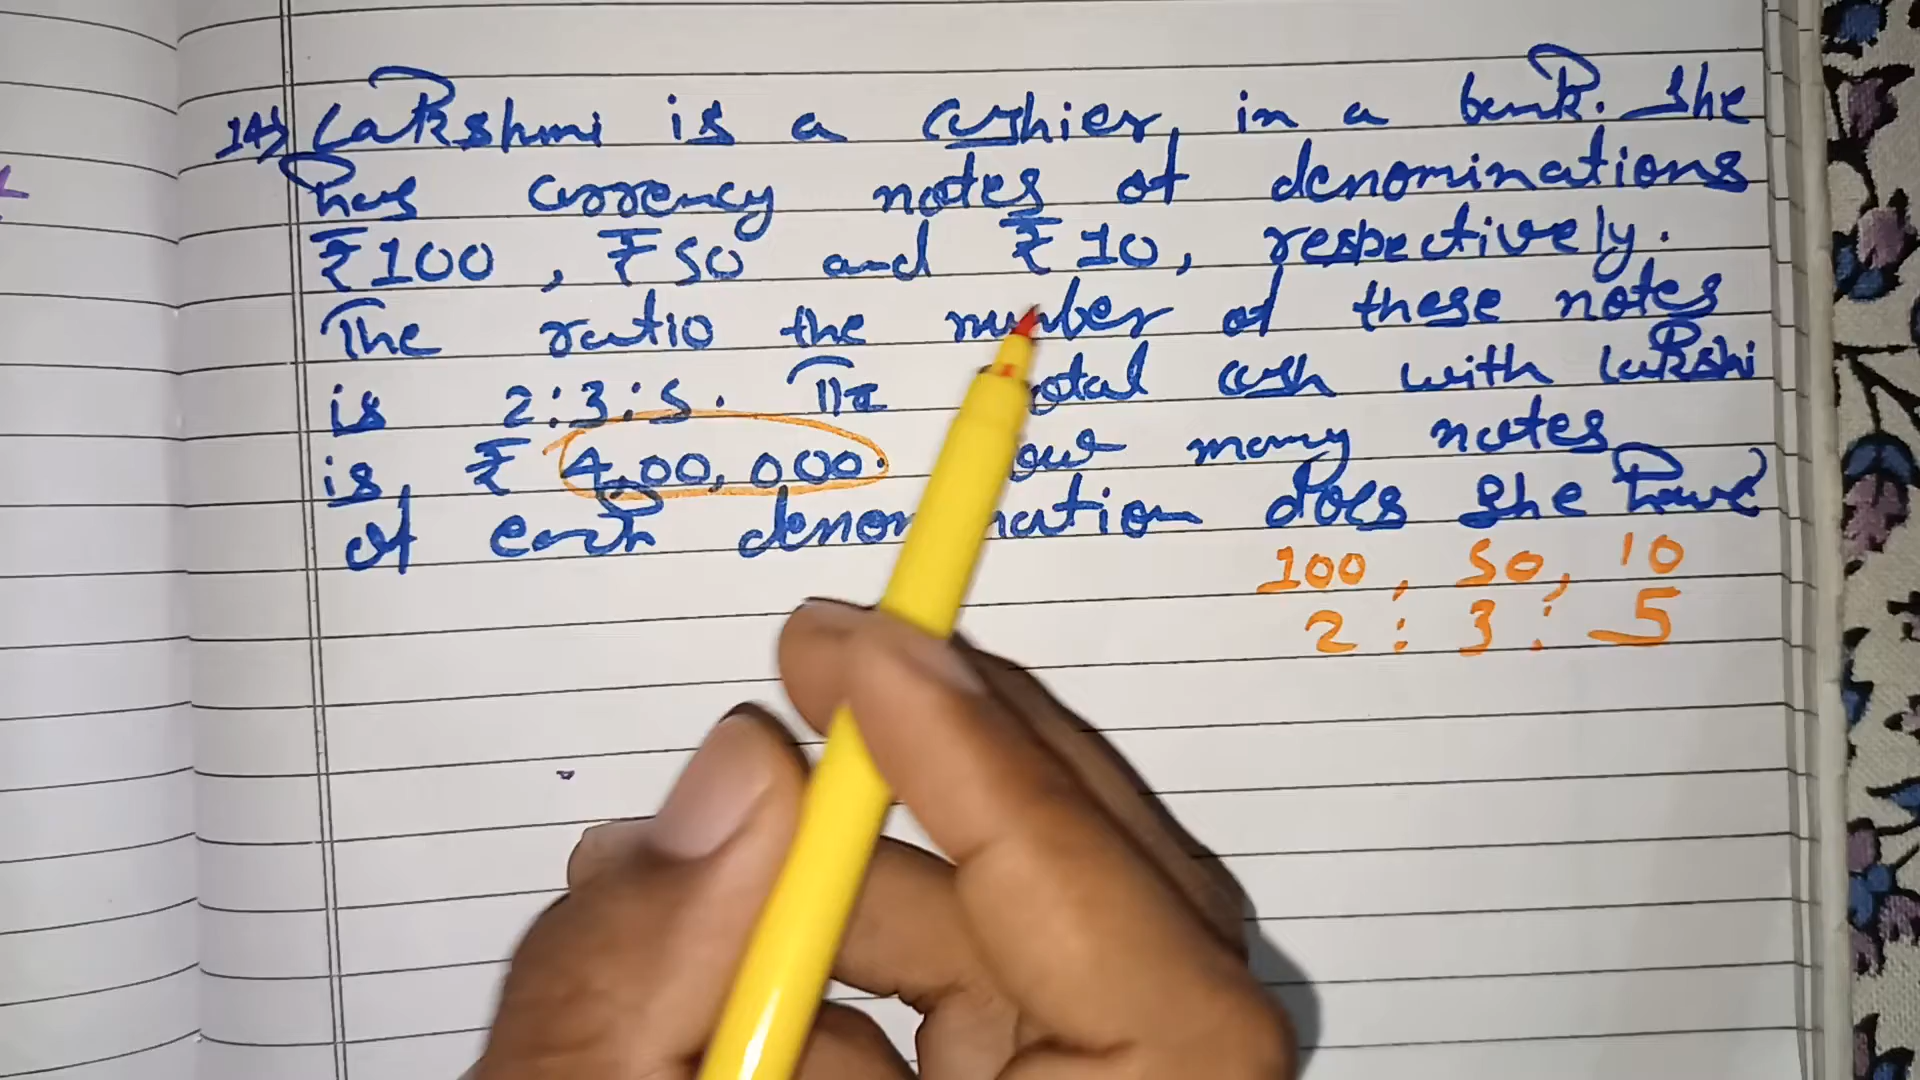 14) Lakshmi is a cashier, in a bank. She
has currency notes of denominations
₹100, ₹50 and ₹10, respectively.
The ratio the number of these notes
is 2:3:5. The total cash with Lakshi
is, ₹ 4,00,000. many notes
of each denomination does she have?
100, 50, 10
2 : 3 : 5